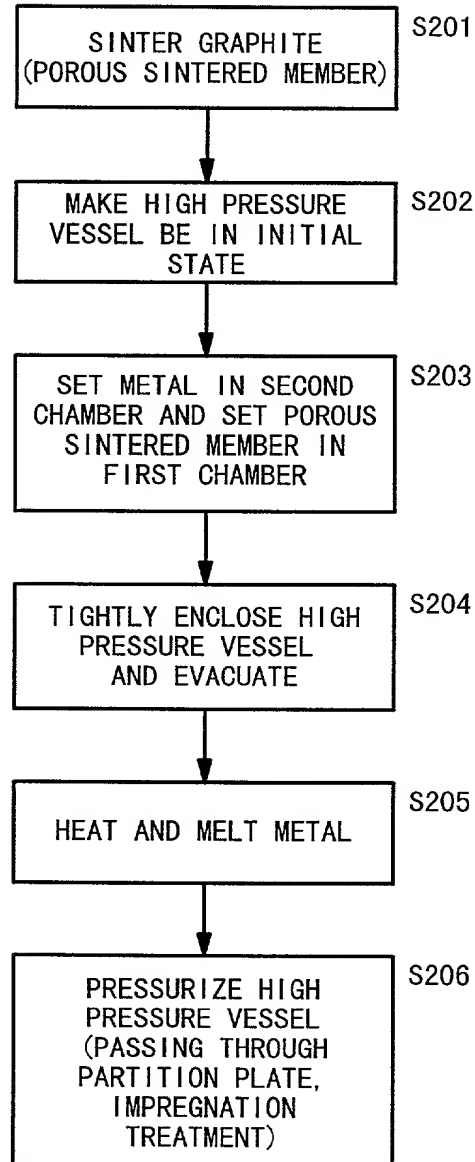 S201
SINTER GRAPHITE
(POROUS SINTERED MEMBER)
S202
MAKE HIGH PRESSURE
VESSEL BE IN INITIAL
STATE
S203
SET METAL IN SECOND
CHAMBER AND SET POROUS
SINTERED MEMBER IN
FIRST CHAMBER
S204
TIGHTLY ENCLOSE HIGH
PRESSURE VESSEL
AND EVACUATE
S205
HEAT AND MELT METAL
S206
PRESSURIZE HIGH
PRESSURE VESSEL
(PASSING THROUGH
PARTITION PLATE,
IMPREGNATION
TREATMENT)